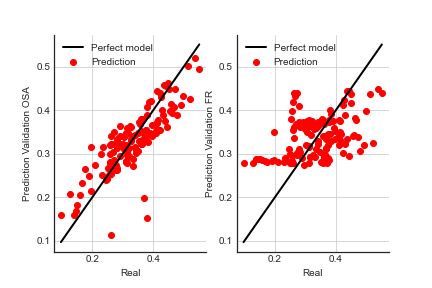 Prediction Validation OSA
0.5
0.4
0.3
0.2
0.1
Perfect model
Prediction
0.2
0.4
Real
Prediction Validation FR
0.5
0.4
0.3
0.2
0.1
Perfect model
Prediction
0.2
0.4
Real